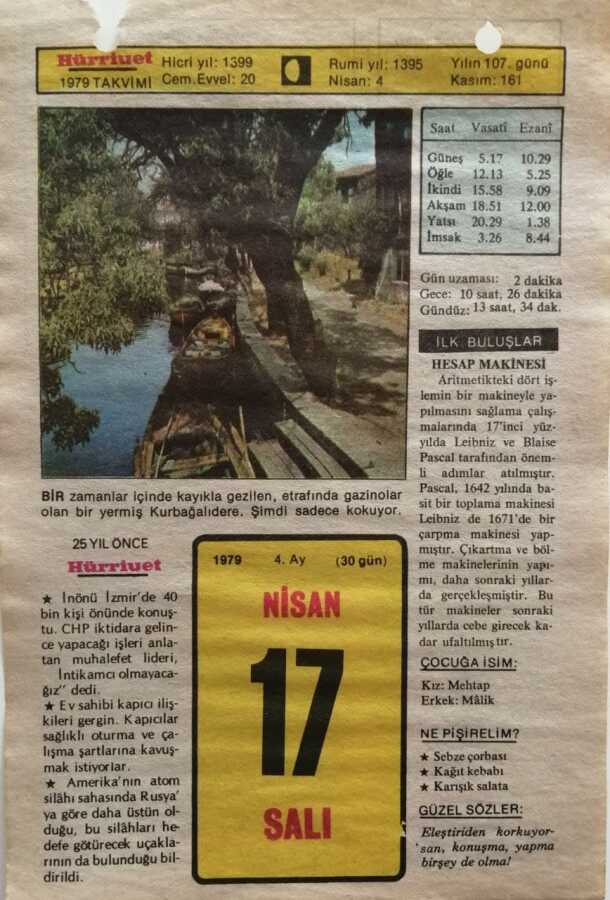 Hürriyet
1979 TAKVİMİ
Hicri yıl: 1399
Cem.Evvel: 20
Rumi yıl: 1395
Nisan: 4
Yılın 107. günü
Kasım: 161
Saat Vasatî Ezanî
Güneş 5.17 10.29
Öğle 12.13 5.25
İkindi 15.58 9.09
Akşam 18.51 12.00
Yatsı 20.29 1.38
İmsak 3.26 8.44
Gün uzaması: 2 dakika
Gece: 10 saat, 26 dakika
Gündüz: 13 saat, 34 dak.
İLK BULUŞLAR
HESAP MAKİNESİ
Aritmetikteki dört iş-
lemin bir makineyle ya-
pılmasını sağlama çalış-
malarında 17'inci yüz-
yılda Leibniz ve Blaise
Pascal tarafından önem-
li adımlar atılmıştır.
Pascal, 1642 yılında ba-
sit bir toplama makinesi
Leibniz de 1671'de bir
çarpma makinesi yap-
mıştır. Çıkartma ve böl-
me makinelerinin yapı-
mı, daha sonraki yıllar-
da gerçekleşmiştir. Bu
tür makineler sonraki
yıllarda cebe girecek ka-
dar ufaltılmıştır.
ÇOCUĞA İSİM:
Kız: Mehtap
Erkek: Mâlik
NE PİŞİRELİM?
★ Sebze çorbası
★ Kağıt kebabı
★ Karışık salata
GÜZEL SÖZLER:
Eleştiriden korkuyor-
san, konuşma, yapma
birşey de olma!
BİR zamanlar içinde kayıkla gezilen, etrafında gazinolar
olan bir yermiş Kurbağalıdere. Şimdi sadece kokuyor.
25 YIL ÖNCE
Hürriyet
★ İnönü İzmir'de 40
bin kişi önünde konuş-
tu. CHP iktidara gelin-
ce yapacağı işleri anla-
tan muhalefet lideri,
İntikamcı olmayaca-
ğız" dedi.
★ Ev sahibi kapıcı iliş-
kileri gergin. Kapıcılar
sağlıklı oturma ve ça-
lışma şartlarına kavuş-
mak istiyorlar.
★ Amerika'nın atom
silâhı sahasında Rusya'
ya göre daha üstün ol-
duğu, bu silâhları he-
defe götürecek uçakla-
rının da bulunduğu bil-
dirildi.
1979 4. Ay (30 gün)
NİSAN
17
SALI